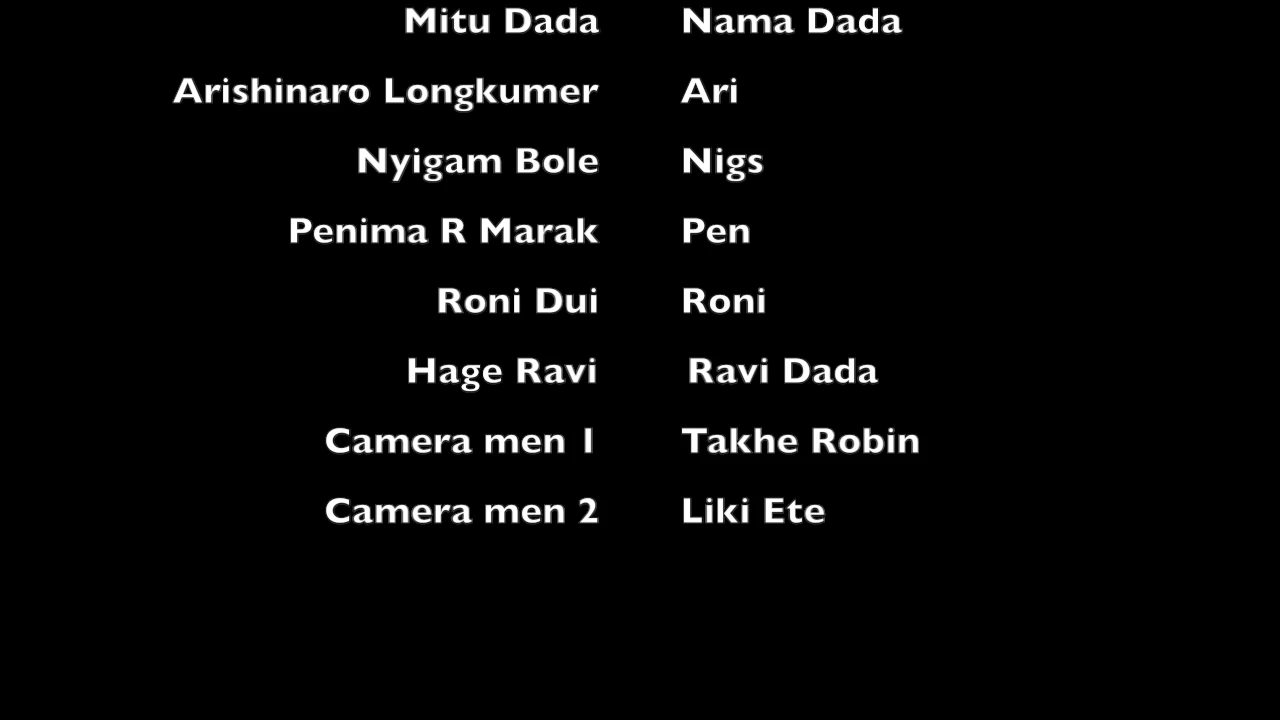 Mitu Dada Nama Dada
Arishinaro Longkumer Ari
Nyigam Bole Nigs
Penima R Marak Pen
Roni Dui Roni
Hage Ravi Ravi Dada
Camera men 1 Takhe Robin
Camera men 2 Liki Ete